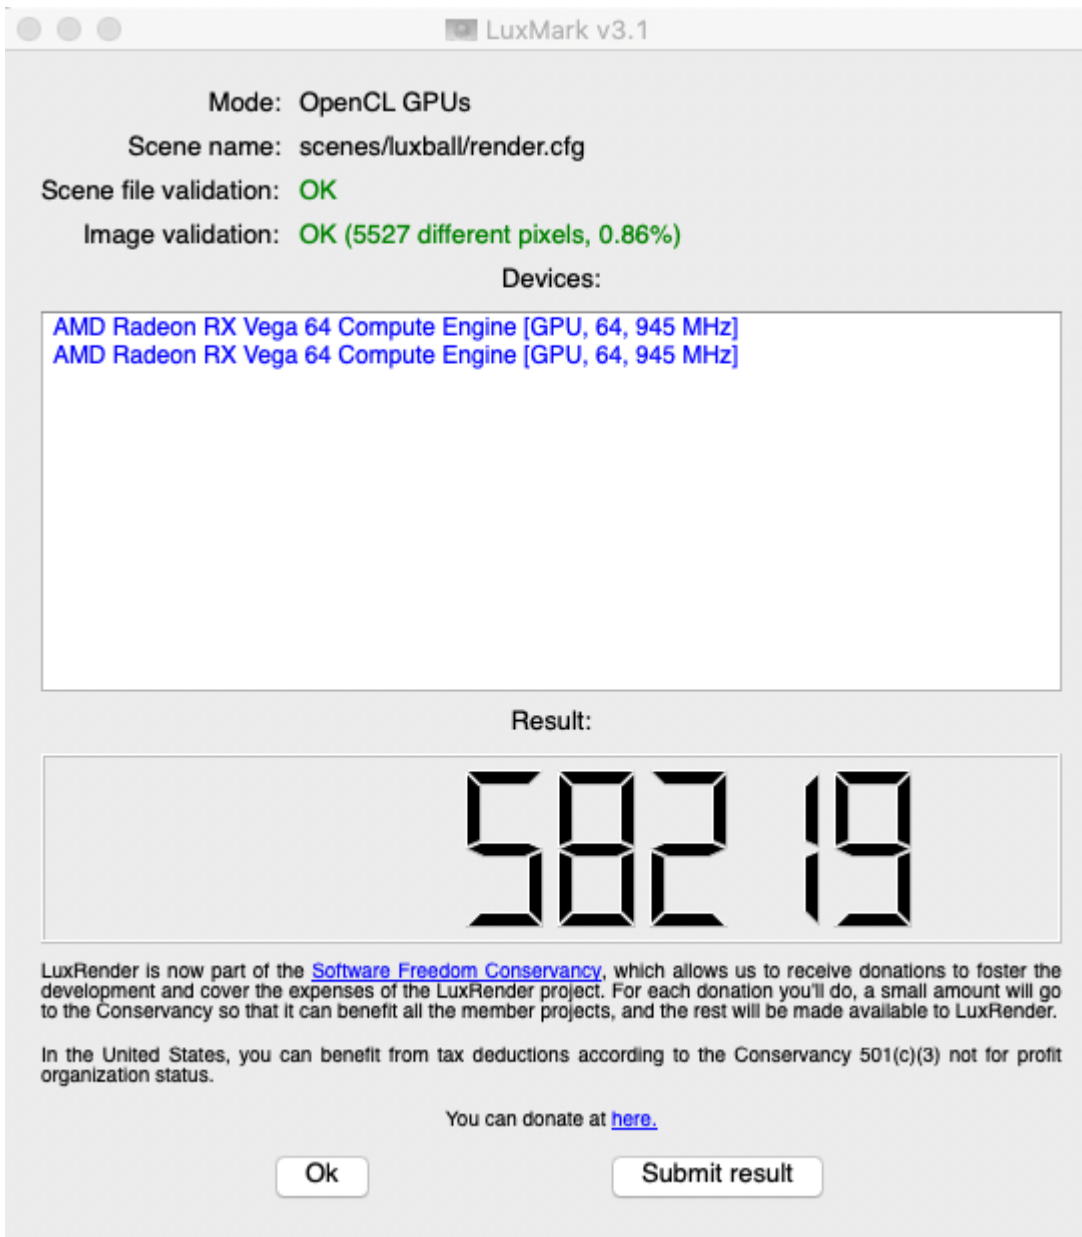 LuxMark v3.1
Mode: OpenCL GPUs
Scene name: scenes/luxball/render.cfg
Scene file validation: OK
Image validation: OK (5527 different pixels, 0.86%)
Devices:
AMD Radeon RX Vega 64 Compute Engine [GPU, 64, 945 MHz]
AMD Radeon RX Vega 64 Compute Engine [GPU, 64, 945 MHz]
Result:
58219
LuxRender is now part of the Software Freedom Conservancy, which allows us to receive donations to foster the
development and cover the expenses of the LuxRender project. For each donation you'll do, a small amount will go
to the Conservancy so that it can benefit all the member projects, and the rest will be made available to LuxRender.
In the United States, you can benefit from tax deductions according to the Conservancy 501(c)(3) not for profit
organization status.
You can donate at here.
Ok Submit result